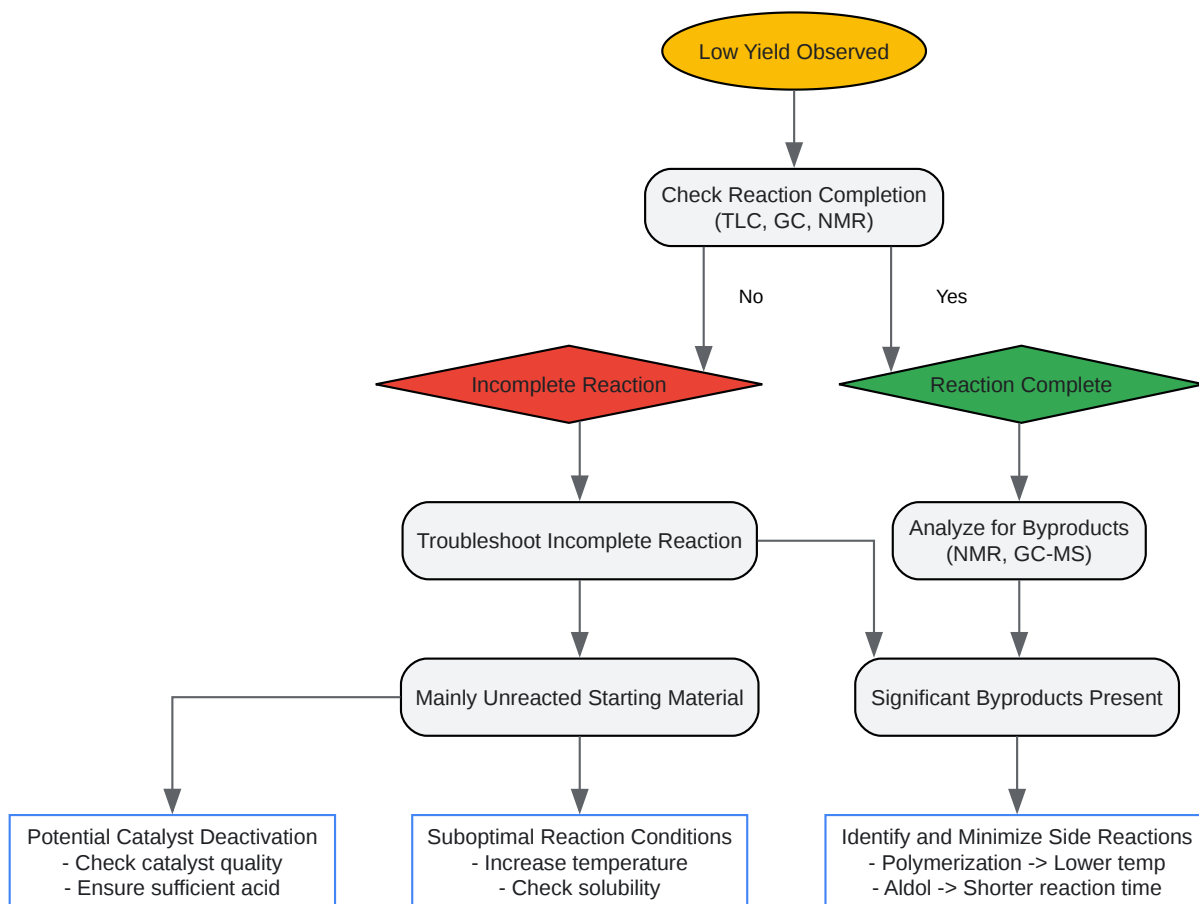 Low Yield Observed
Check Reaction Completion
(TLC, GC, NMR)
No
Yes
Incomplete Reaction
Reaction Complete
Troubleshoot Incomplete Reaction
Analyze for Byproducts
(NMR, GC-MS)
Mainly Unreacted Starting Material
Significant Byproducts Present
Potential Catalyst Deactivation
- Check catalyst quality
- Ensure sufficient acid
Suboptimal Reaction Conditions
- Increase temperature
- Check solubility
Identify and Minimize Side Reactions
- Polymerization -> Lower temp
- Aldol -> Shorter reaction time